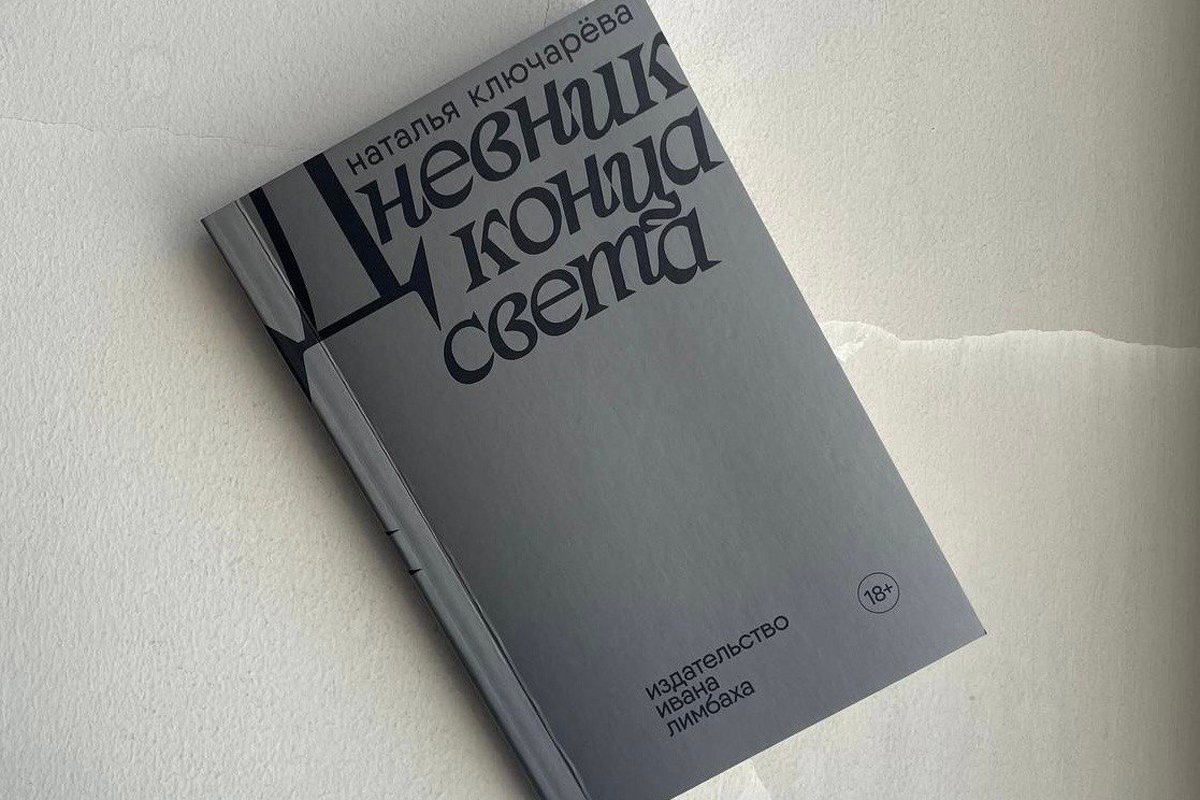 наталья ключарёва
Дневник
конца
света
18+
издательство
ивана
лимбаха